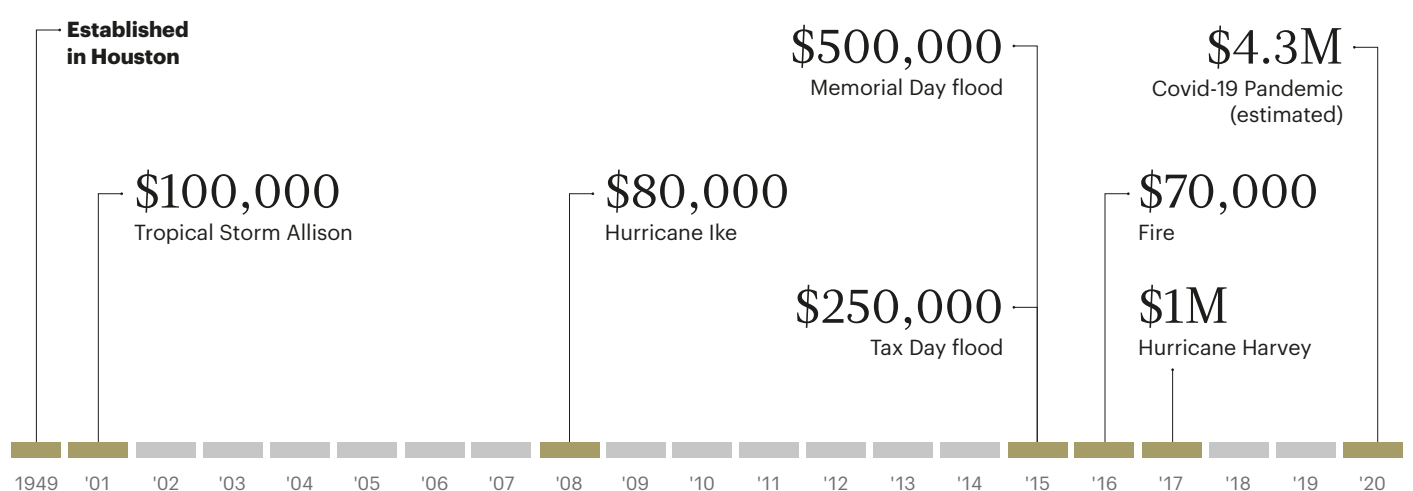 Established
in Houston
$500,000
Memorial Day flood
$4.3M
Covid-19 Pandemic
(estimated)
$100,000
Tropical Storm Allison
$80,000
Hurricane Ike
$70,000
Fire
$250,000
Tax Day flood
$1M
Hurricane Harvey
1949 '01 '02 '03 '04 '05 '06 '07 '08 '09 '10 '11 '12 '13 '14 '15 '16 '17 '18 '19 '20